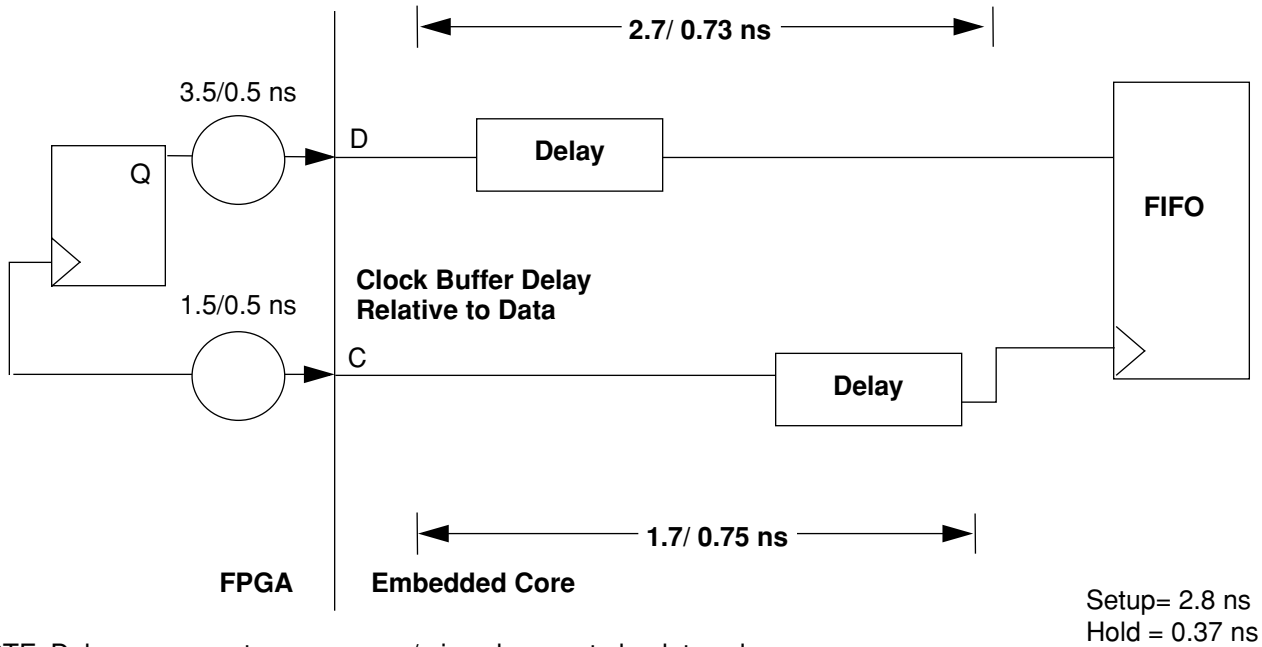 2.7/ 0.73 ns
3.5/0.5 ns
D
Delay
Q
FIFO
Clock Buffer Delay
Relative to Data
1.5/0.5 ns
C
Delay
1.7/ 0.75 ns
FPGA
Embedded Core
Setup= 2.8 ns
Hold = 0.37 ns